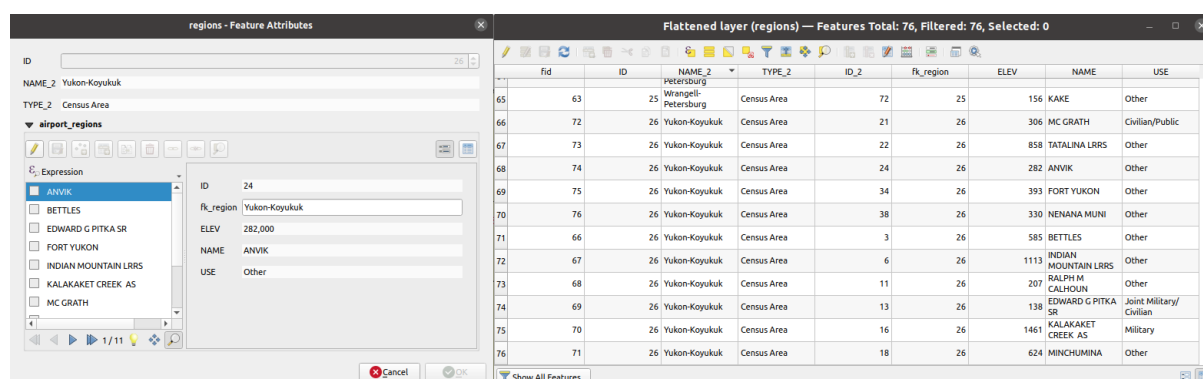 regions - Feature Attributes
ID 26
NAME_2 Yukon-Koyukuk
TYPE_2 Census Area
airport_regions
Expression
ANVIK
BETTLES
EDWARD G PITKA SR
FORT YUKON
INDIAN MOUNTAIN LRRS
KALAKAKET CREEK AS
MC GRATH
1 / 11
ID 24
fk_region Yukon-Koyukuk
ELEV 282,000
NAME ANVIK
USE Other
Cancel
OK
Flattened layer (regions) — Features Total: 76, Filtered: 76, Selected: 0
fid ID NAME_2 TYPE_2 ID_2 fk_region ELEV NAME USE
Petersburg
65 63 25 Wrangell-Petersburg Census Area 72 25 156 KAKE Other
66 72 26 Yukon-Koyukuk Census Area 21 26 306 MC GRATH Civilian/Public
67 73 26 Yukon-Koyukuk Census Area 22 26 858 TATALINA LRRS Other
68 74 26 Yukon-Koyukuk Census Area 24 26 282 ANVIK Other
69 75 26 Yukon-Koyukuk Census Area 34 26 393 FORT YUKON Other
70 76 26 Yukon-Koyukuk Census Area 38 26 330 NENANA MUNI Other
71 66 26 Yukon-Koyukuk Census Area 3 26 585 BETTLES Other
72 67 26 Yukon-Koyukuk Census Area 6 26 1113 INDIAN MOUNTAIN LRRS Other
73 68 26 Yukon-Koyukuk Census Area 11 26 207 RALPH M CALHOUN Other
74 69 26 Yukon-Koyukuk Census Area 13 26 138 EDWARD G PITKA SR Joint Military/Civilian
75 70 26 Yukon-Koyukuk Census Area 16 26 1461 KALAKAKET CREEK AS Military
76 71 26 Yukon-Koyukuk Census Area 18 26 624 MINCHUMINA Other
Show All Features